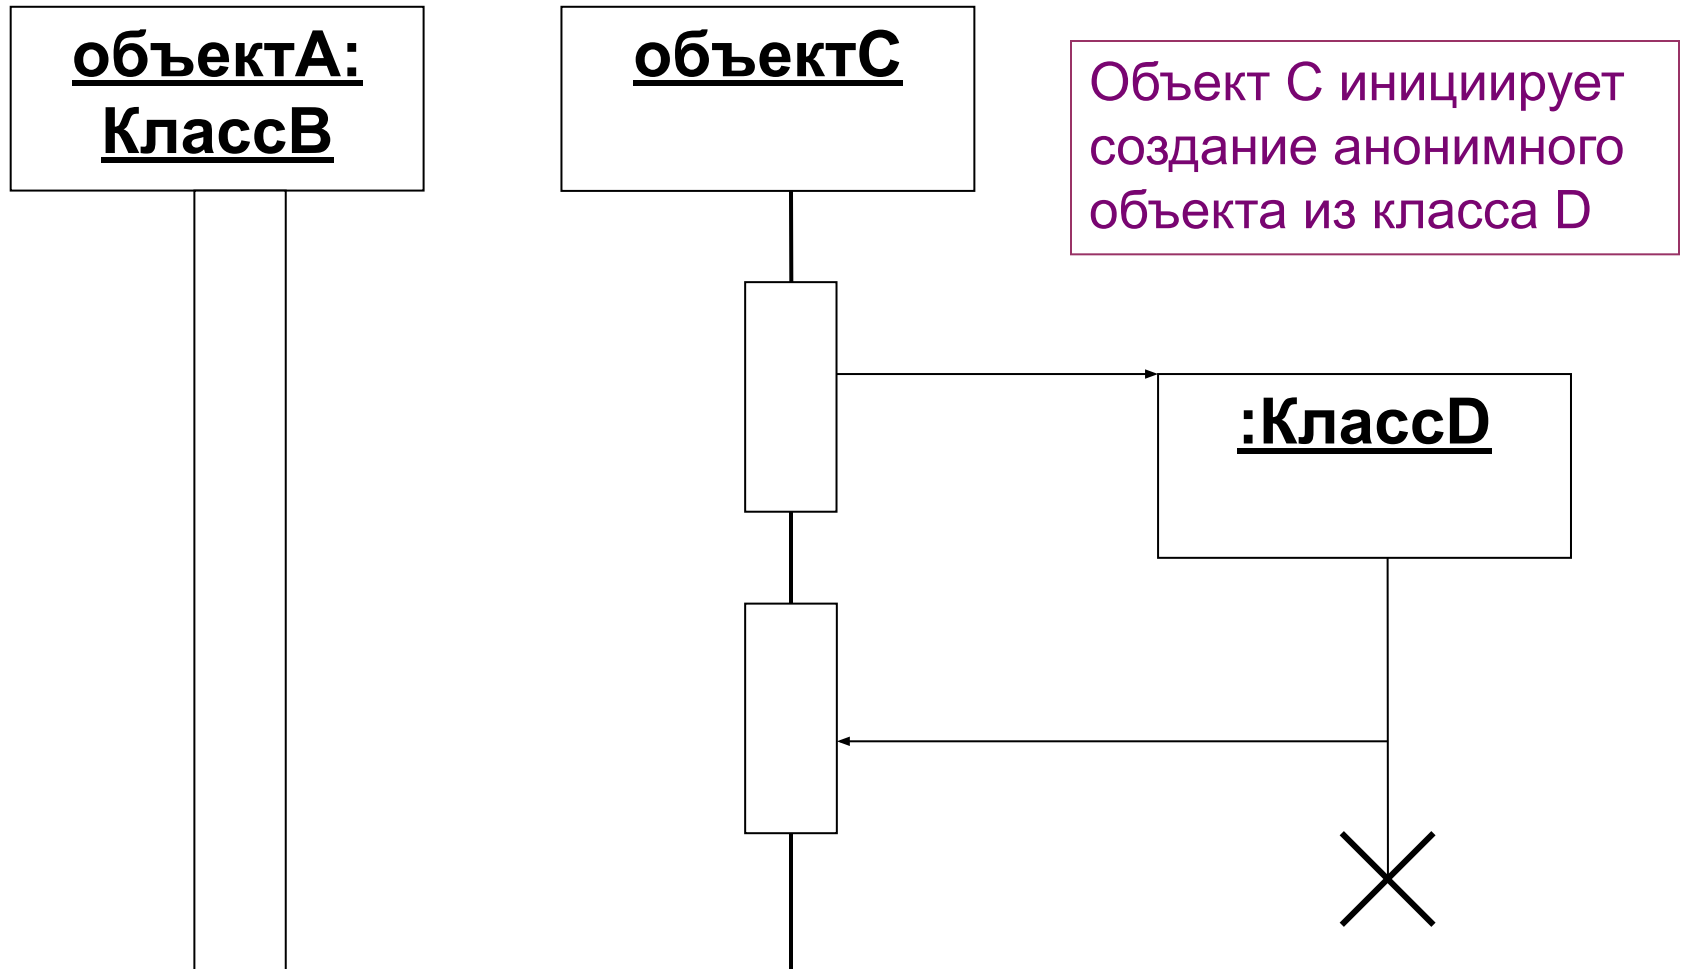 объектА:
КлассВ
объектС
Объект С инициирует
создание анонимного
объекта из класса D
:КлассD